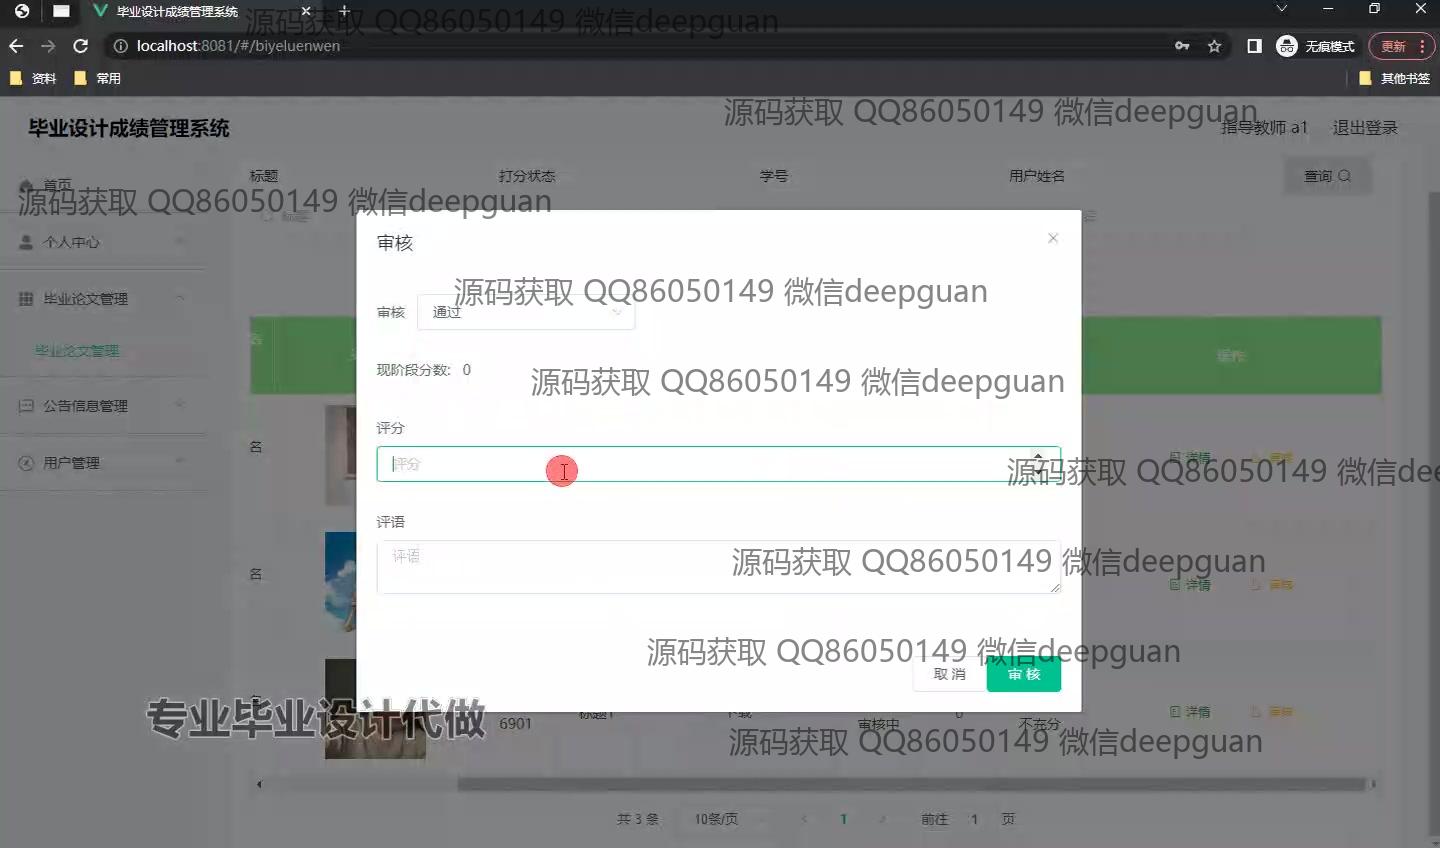 毕业设计成绩管理系统
源码获取 QQ86050149 微信deepguan
localhost:8081/#/biyeluenwen
无痕模式
更新
资料
常用
其他书签
源码获取 QQ86050149 微信deepguan
毕业设计成绩管理系统
指导教师 a1
退出登录
标题
打分状态
学号
用户姓名
查询
首页
源码获取 QQ86050149 微信deepguan
标题
个人中心
审核
源码获取 QQ86050149 微信deepguan
毕业论文管理
审核
通过
毕业论文管理
操作
现阶段分数: 0
源码获取 QQ86050149 微信deepguan
公告信息管理
评分
名
详情
审核
用户管理
评分
源码获取 QQ86050149 微信dee
评语
评语
源码获取 QQ86050149 微信deepguan
名
详情
审核
源码获取 QQ86050149 微信deepguan
取消
审核
名
专业毕业设计代做
6901
标题1
下载
审核中
0
不充分
详情
审核
源码获取 QQ86050149 微信deepguan
共 3 条
10条/页
1
前往
1
页